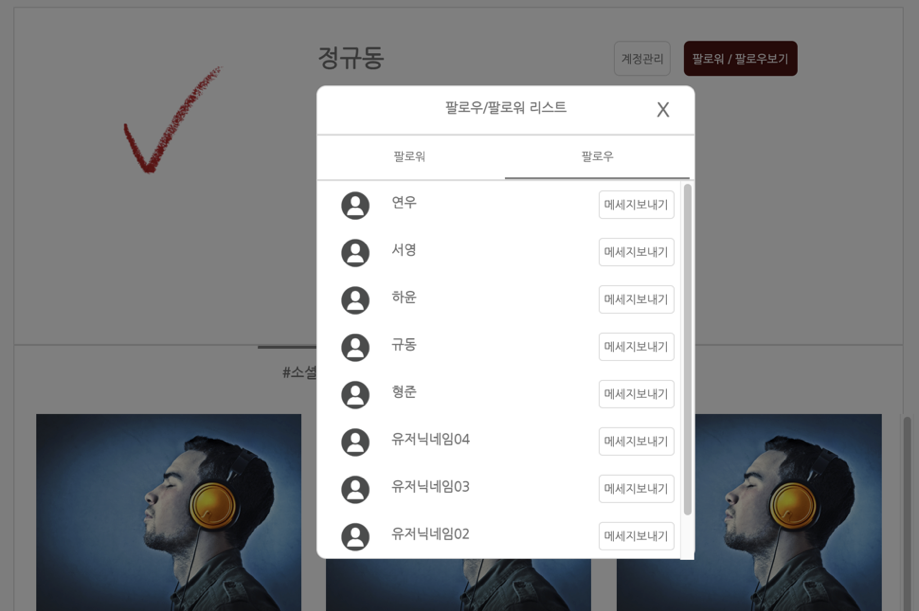 정규동
계정관리
팔로워 / 팔로우보기
팔로우/팔로워 리스트
X
팔로워
팔로우
연우
메세지보내기
서영
메세지보내기
하윤
메세지보내기
규동
메세지보내기
형준
메세지보내기
유저닉네임04
메세지보내기
유저닉네임03
메세지보내기
유저닉네임02
메세지보내기
#소셜